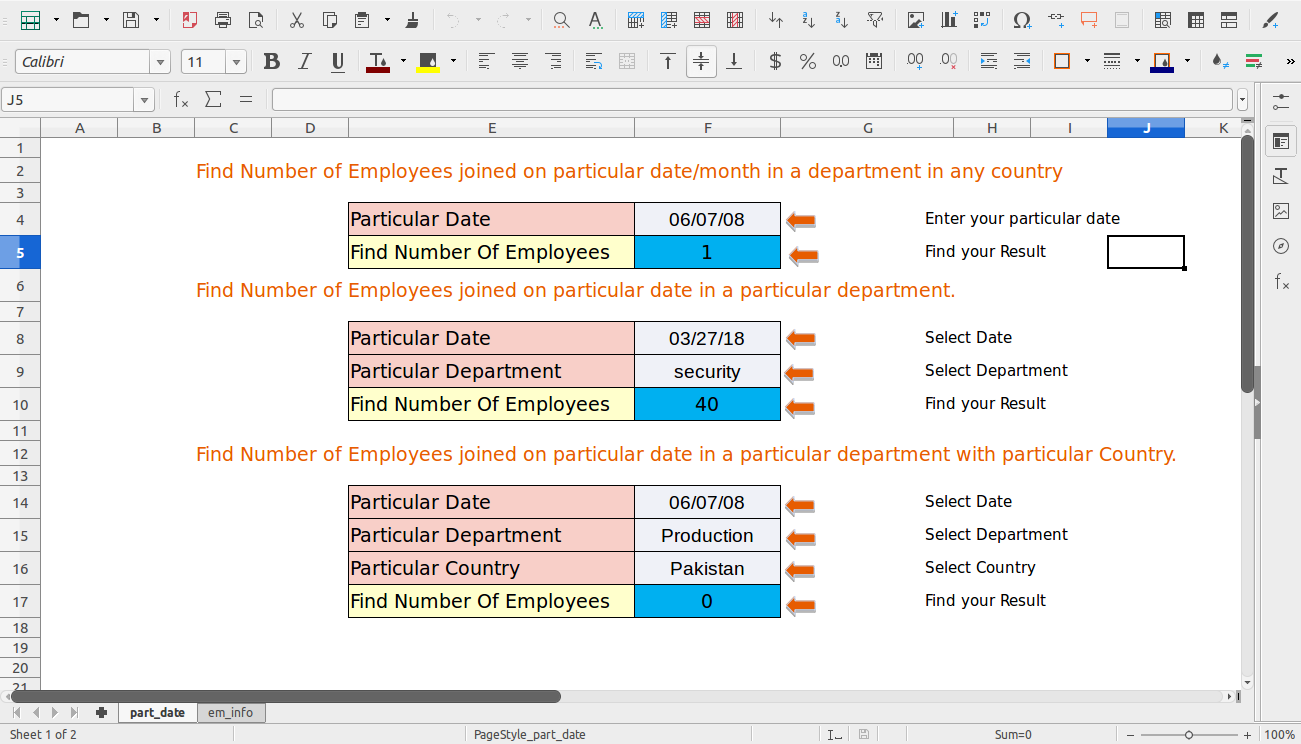 Calibri 11
J5
A B C D E F G H I J K
1
2 Find Number of Employees joined on particular date/month in a department in any country
3
4 Particular Date 06/07/08 Enter your particular date
5 Find Number Of Employees 1 Find your Result
6 Find Number of Employees joined on particular date in a particular department.
7
8 Particular Date 03/27/18 Select Date
9 Particular Department security Select Department
10 Find Number Of Employees 40 Find your Result
11
12 Find Number of Employees joined on particular date in a particular department with particular Country.
13
14 Particular Date 06/07/08 Select Date
15 Particular Department Production Select Department
16 Particular Country Pakistan Select Country
17 Find Number Of Employees 0 Find your Result
18
19
20
21
part_date em_info
Sheet 1 of 2 PageStyle_part_date Sum=0 100%